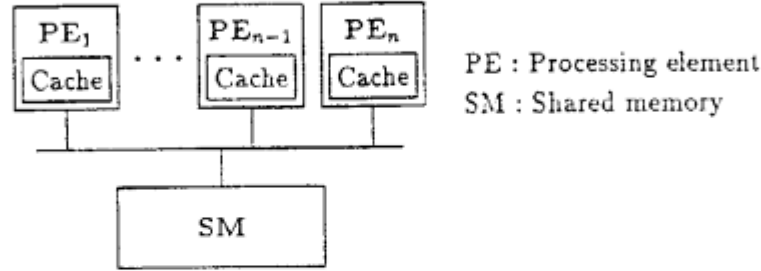 PE₁ · · · PEₙ₋₁ PEₙ
Cache Cache Cache
PE : Processing element
SM : Shared memory
SM